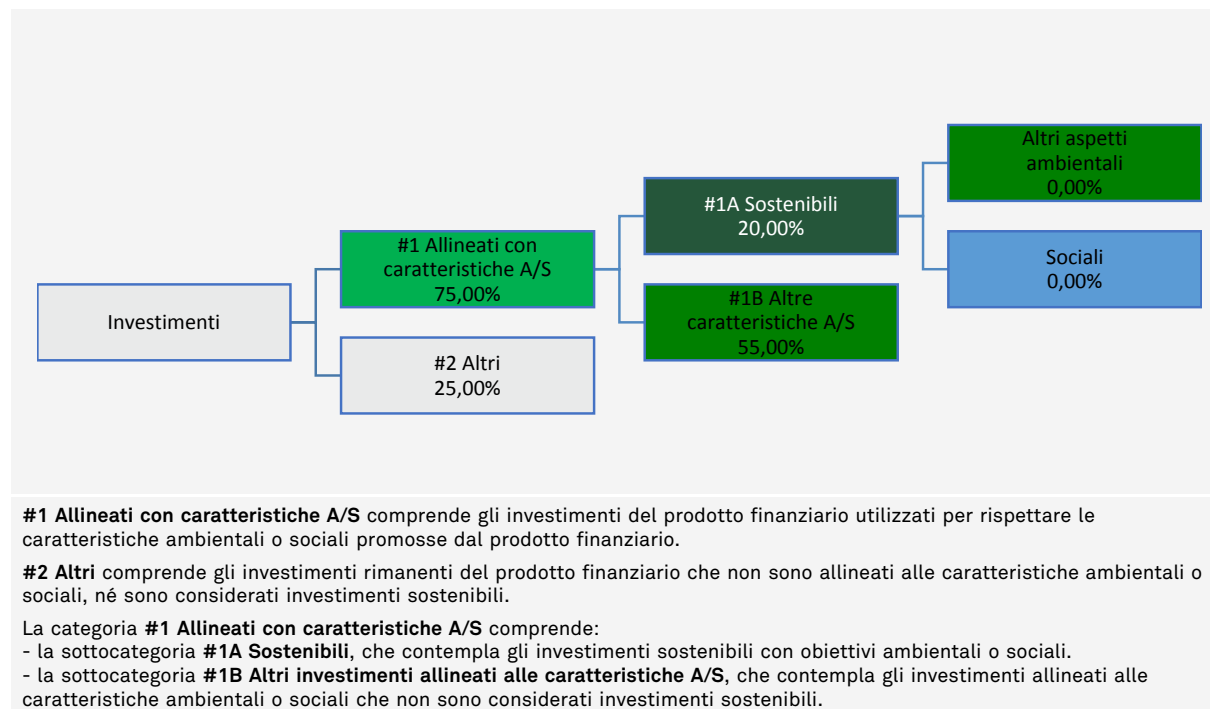 Investimenti
#1 Allineati con
caratteristiche A/S
75,00%
#2 Altri
25,00%
#1A Sostenibili
20,00%
#1B Altre
caratteristiche A/S
55,00%
Altri aspetti
ambientali
0,00%
Sociali
0,00%
#1 Allineati con caratteristiche A/S comprende gli investimenti del prodotto finanziario utilizzati per rispettare le
caratteristiche ambientali o sociali promosse dal prodotto finanziario.
#2 Altri comprende gli investimenti rimanenti del prodotto finanziario che non sono allineati alle caratteristiche ambientali o
sociali, né sono considerati investimenti sostenibili.
La categoria #1 Allineati con caratteristiche A/S comprende:
- la sottocategoria #1A Sostenibili, che contempla gli investimenti sostenibili con obiettivi ambientali o sociali.
- la sottocategoria #1B Altri investimenti allineati alle caratteristiche A/S, che contempla gli investimenti allineati alle
caratteristiche ambientali o sociali che non sono considerati investimenti sostenibili.